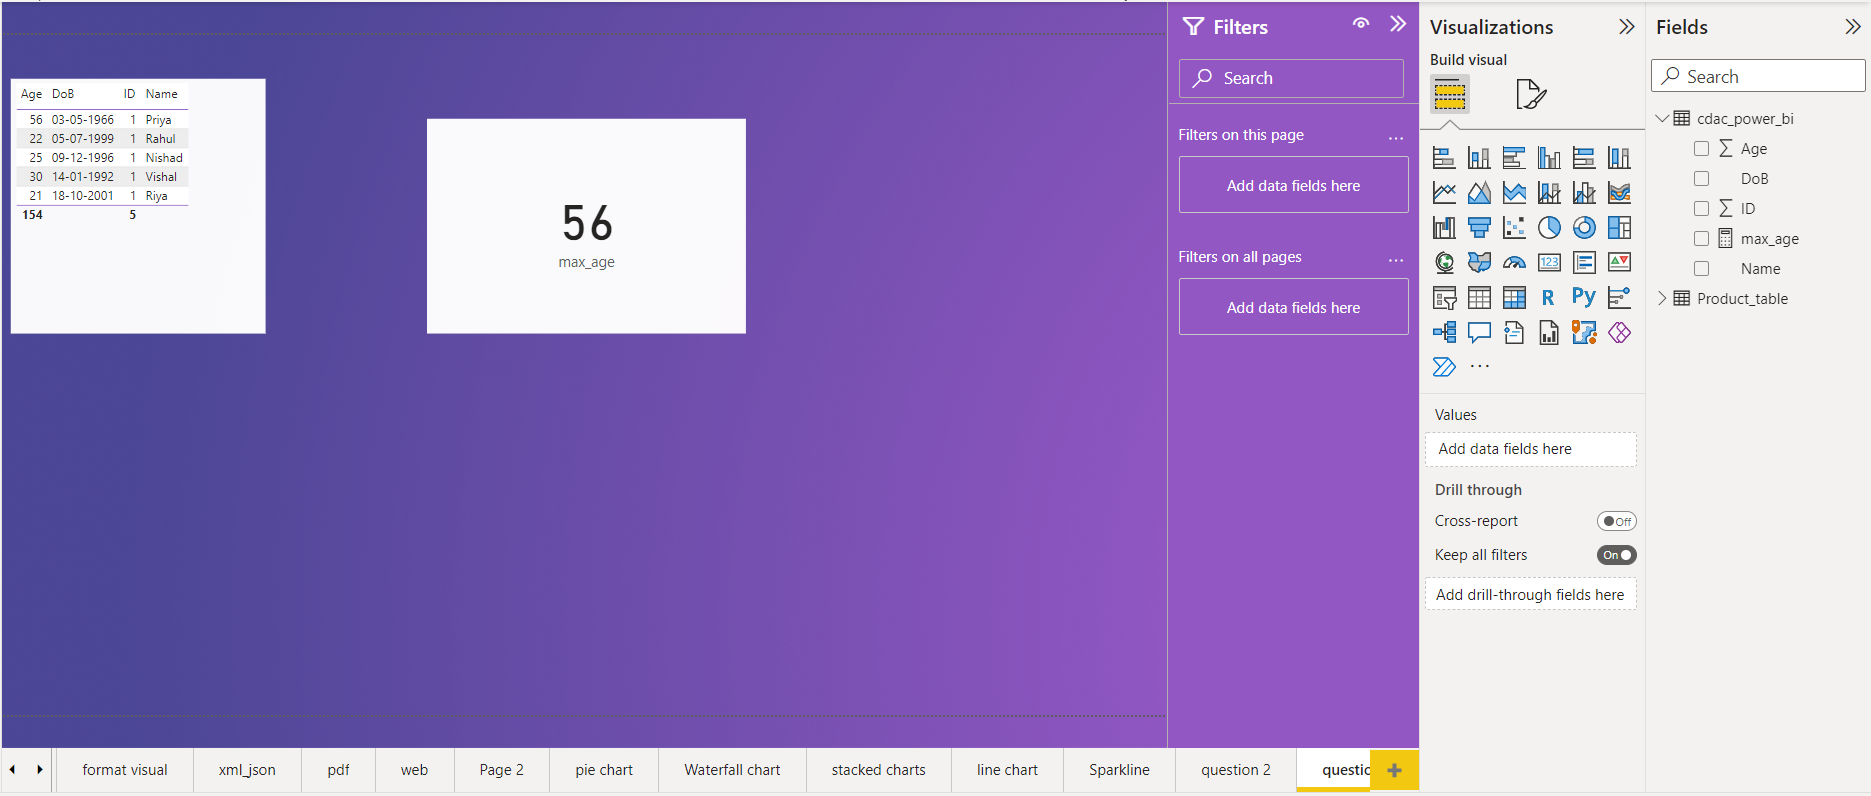 Age DoB ID Name
56 03-05-1966 1 Priya
22 05-07-1999 1 Rahul
25 09-12-1996 1 Nishad
30 14-01-1992 1 Vishal
21 18-10-2001 1 Riya
154 5
56
max_age
Filters
Search
Filters on this page ...
Add data fields here
Filters on all pages ...
Add data fields here
Visualizations
Build visual
123
R Py
...
Values
Add data fields here
Drill through
Cross-report Off
Keep all filters On
Add drill-through fields here
Fields
Search
cdac_power_bi
Σ Age
DoB
Σ ID
max_age
Name
Product_table
format visual xml_json pdf web Page 2 pie chart Waterfall chart stacked charts line chart Sparkline question 2 questio +